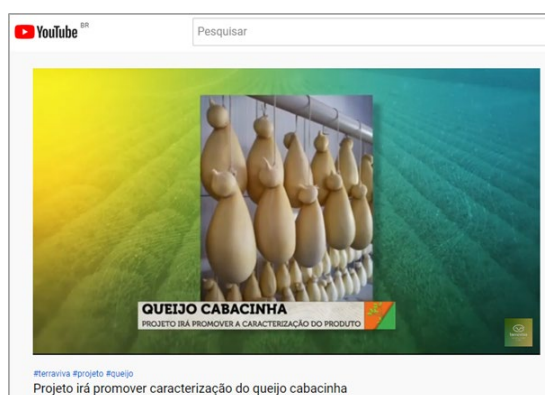 YouTube BR
Pesquisar
QUEIJO CABACINHA
PROJETO IRÁ PROMOVER A CARACTERIZAÇÃO DO PRODUTO
#terraviva #projeto #queijo
Projeto irá promover caracterização do queijo cabacinha